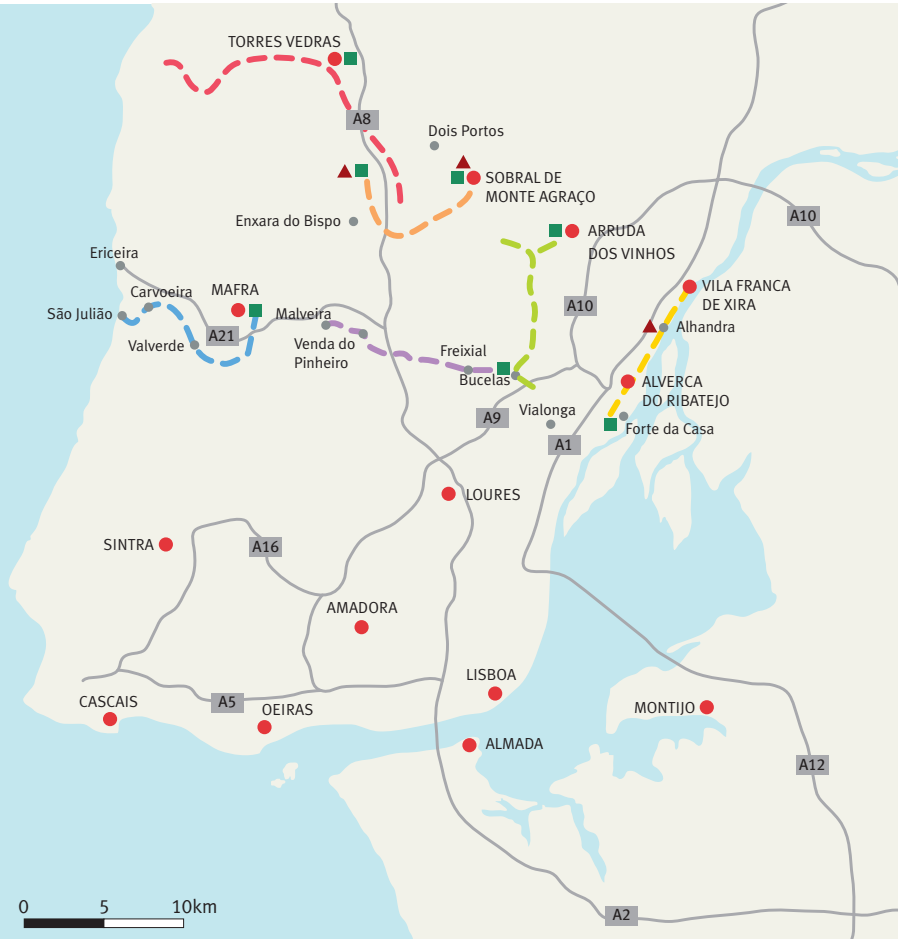 TORRES VEDRAS
A8
Dois Portos
SOBRAL DE
MONTE AGRAÇO
A10
Enxara do Bispo
ARRUDA
DOS VINHOS
Ericeira
Carvoeira
MAFRA
VILA FRANCA
DE XIRA
São Julião
A21
Malveira
A10
Alhandra
Valverde
Venda do
Pinheiro
Freixial
Bucelas
ALVERCA
DO RIBATEJO
A9
Vialonga
Forte da Casa
A1
LOURES
SINTRA
A16
AMADORA
LISBOA
CASCAIS
A5
OEIRAS
MONTIJO
ALMADA
A12
0 5 10km
A2